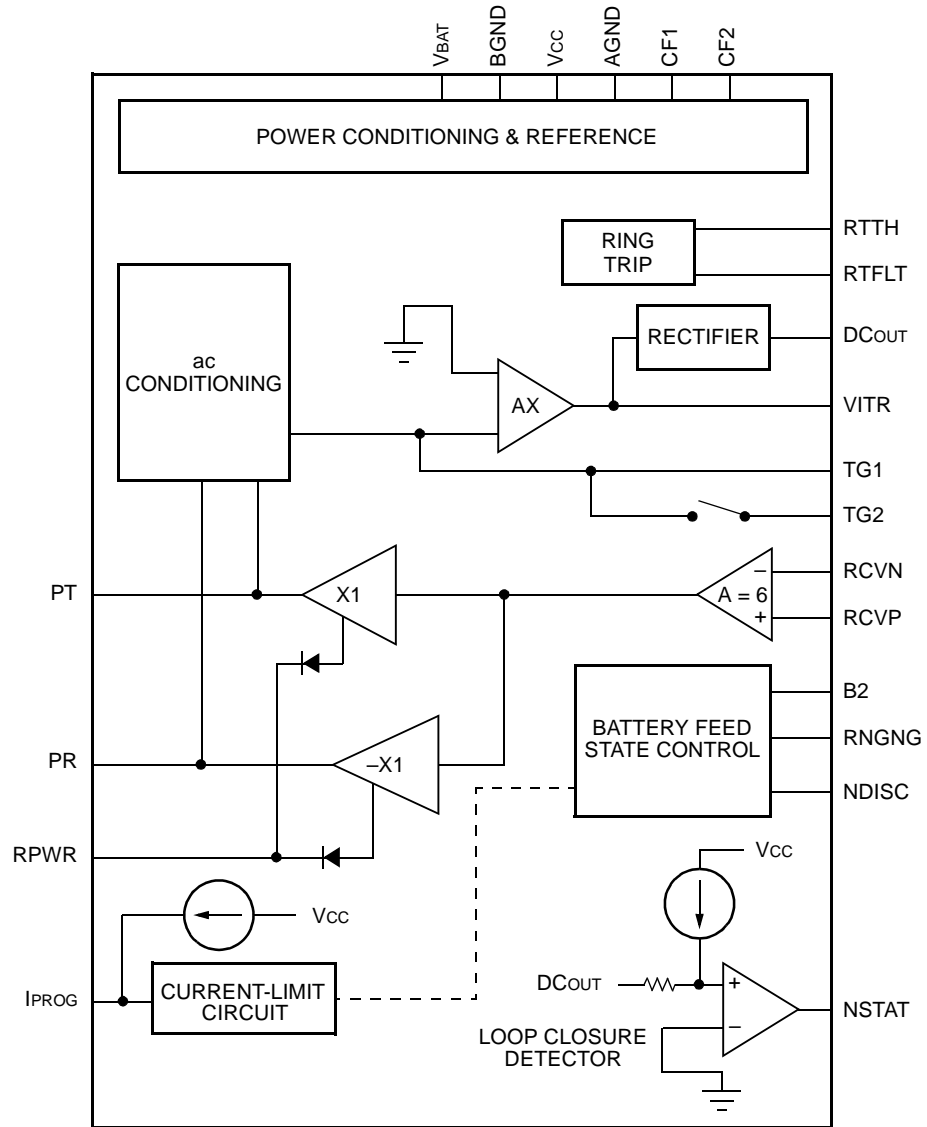 VBAT
BGND
VCC
AGND
CF1
CF2
POWER CONDITIONING & REFERENCE
RING
TRIP
RTTH
RTFLT
RECTIFIER
DCOUT
ac
CONDITIONING
AX
VITR
TG1
TG2
PT
X1
A = 6
–
+
RCVN
RCVP
BATTERY FEED
STATE CONTROL
B2
RNGNG
NDISC
PR
–X1
RPWR
VCC
VCC
IPROG
CURRENT-LIMIT
CIRCUIT
DCOUT
+
–
NSTAT
LOOP CLOSURE
DETECTOR